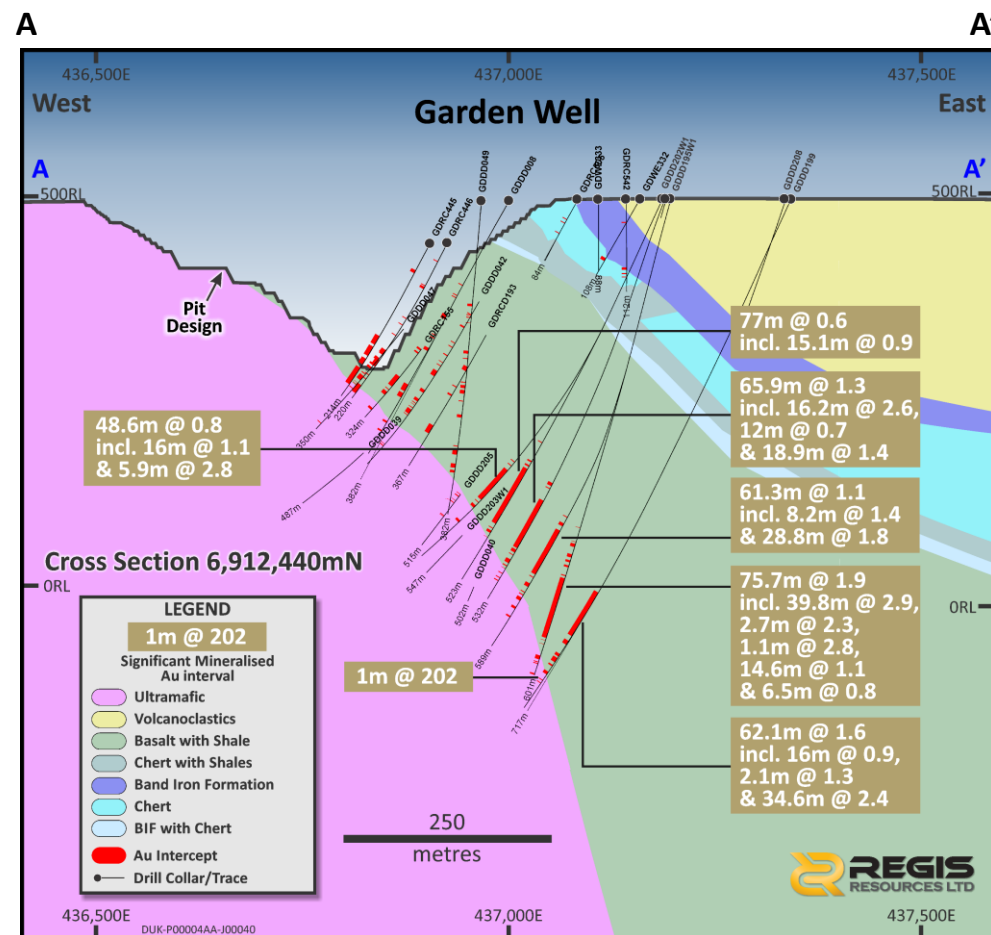 A
A'
436,500E
437,000E
437,500E
West
Garden Well
East
A
A'
500RL
500RL
GDRC445
GDRC446
GDDD049
GDDD008
GDRC542
GDWE332
GDDD202W1
GDDD195W1
GDDD208
GDDD199
GDDD042
GDRCD193
GDDD047
GDRC155
84m
108m
88m
112m
Pit
Design
77m @ 0.6
incl. 15.1m @ 0.9
65.9m @ 1.3
incl. 16.2m @ 2.6,
12m @ 0.7
& 18.9m @ 1.4
48.6m @ 0.8
incl. 16m @ 1.1
& 5.9m @ 2.8
214m
220m
350m
324m
GDDD039
487m
382m
367m
382m
GDDD205
GDDD203W1
GDDD040
515m
547m
523m
502m
532m
589m
601m
717m
61.3m @ 1.1
incl. 8.2m @ 1.4
& 28.8m @ 1.8
Cross Section 6,912,440mN
0RL
0RL
75.7m @ 1.9
incl. 39.8m @ 2.9,
2.7m @ 2.3,
1.1m @ 2.8,
14.6m @ 1.1
& 6.5m @ 0.8
1m @ 202
62.1m @ 1.6
incl. 16m @ 0.9,
2.1m @ 1.3
& 34.6m @ 2.4
LEGEND
1m @ 202
Significant Mineralised
Au interval
Ultramafic
Volcanoclastics
Basalt with Shale
Chert with Shales
Band Iron Formation
Chert
BIF with Chert
Au Intercept
Drill Collar/Trace
250
metres
REGIS
RESOURCES LTD
436,500E
437,000E
437,500E
DUK-P00004AA-J00040